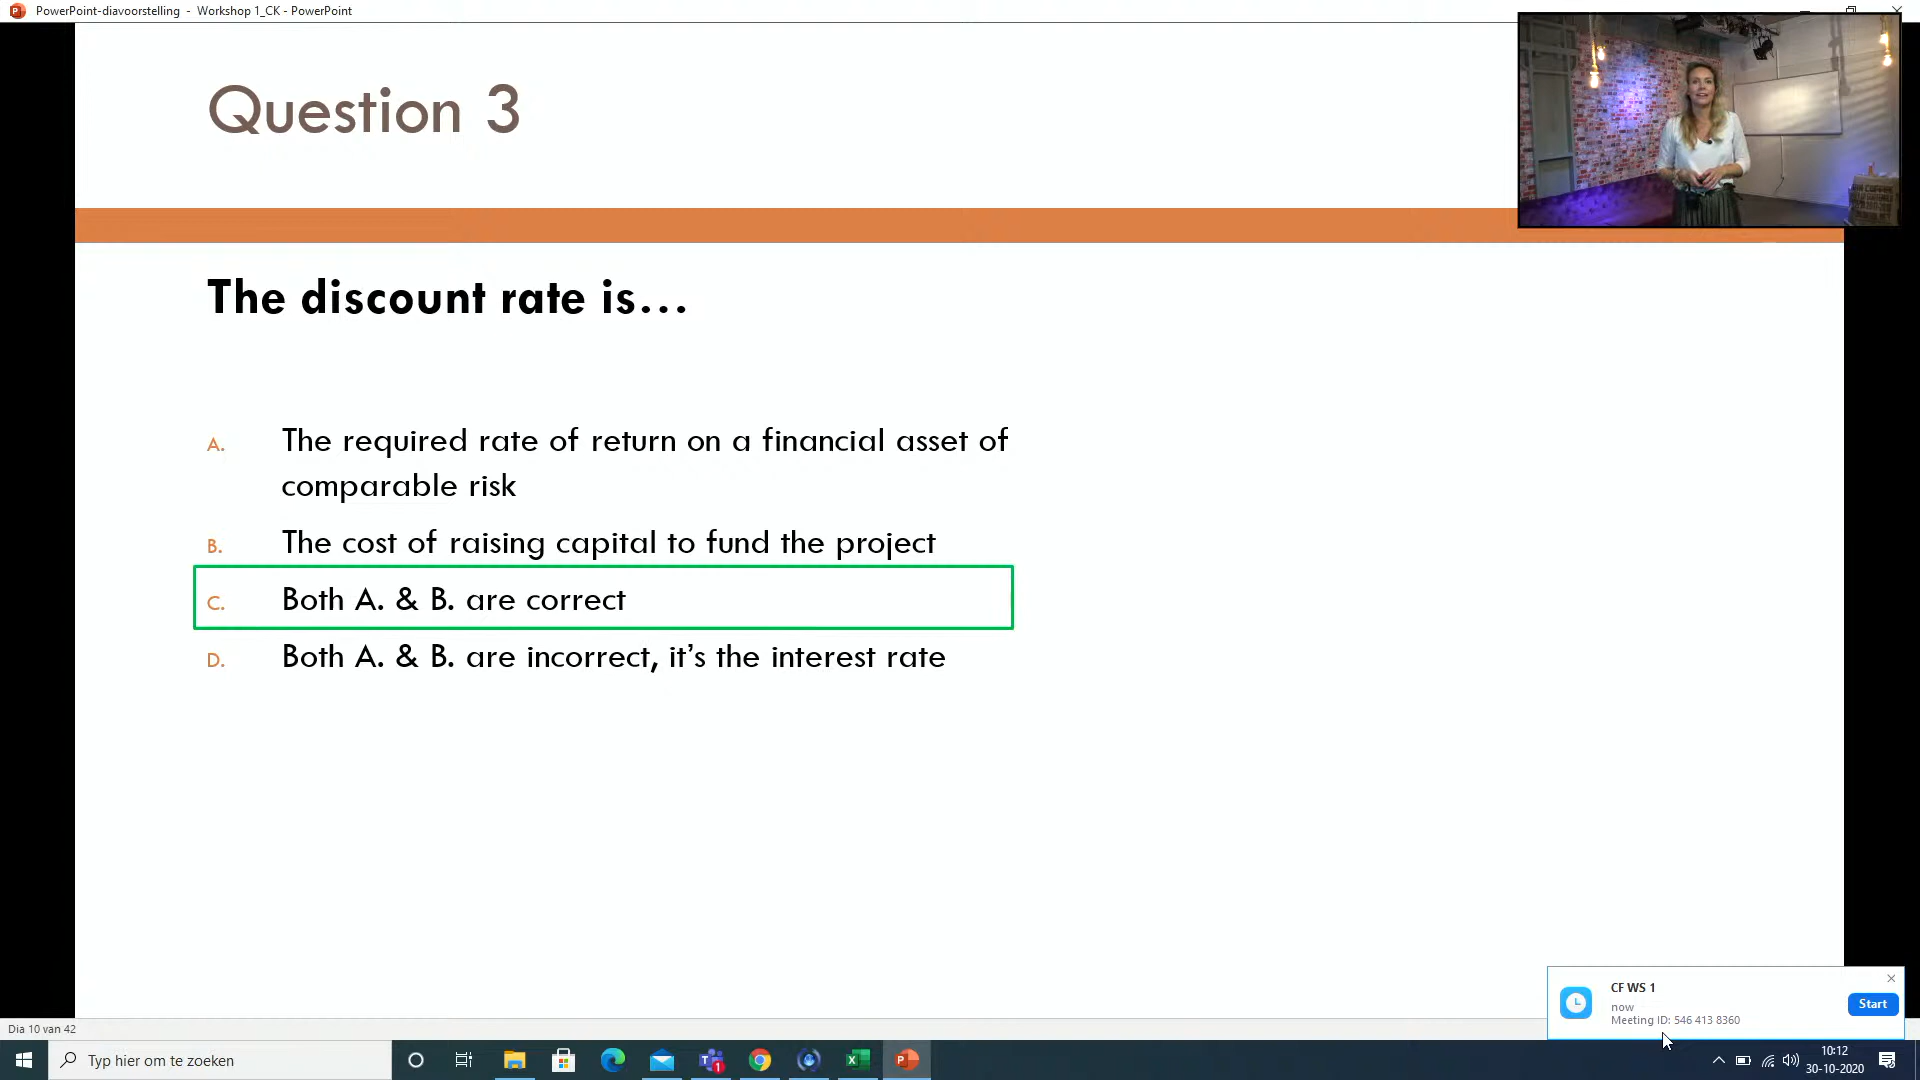 PowerPoint-diavoorstelling - Workshop 1_CK - PowerPoint
Question 3
The discount rate is…
A. The required rate of return on a financial asset of
comparable risk
B. The cost of raising capital to fund the project
C. Both A. & B. are correct
D. Both A. & B. are incorrect, it’s the interest rate
CF WS 1
now
Meeting ID: 546 413 8360
Start
Dia 10 van 42
Typ hier om te zoeken
1
10:12
30-10-2020